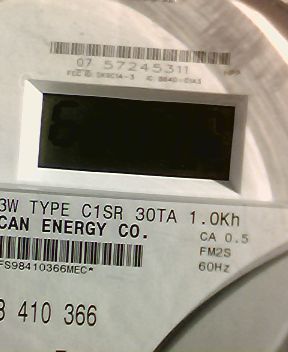 07 57245311
3W TYPE C1SR 30TA 1.0Kh
CAN ENERGY CO.
CA 0.5
FM2S
FS98410366MEC*
60Hz
8 410 366